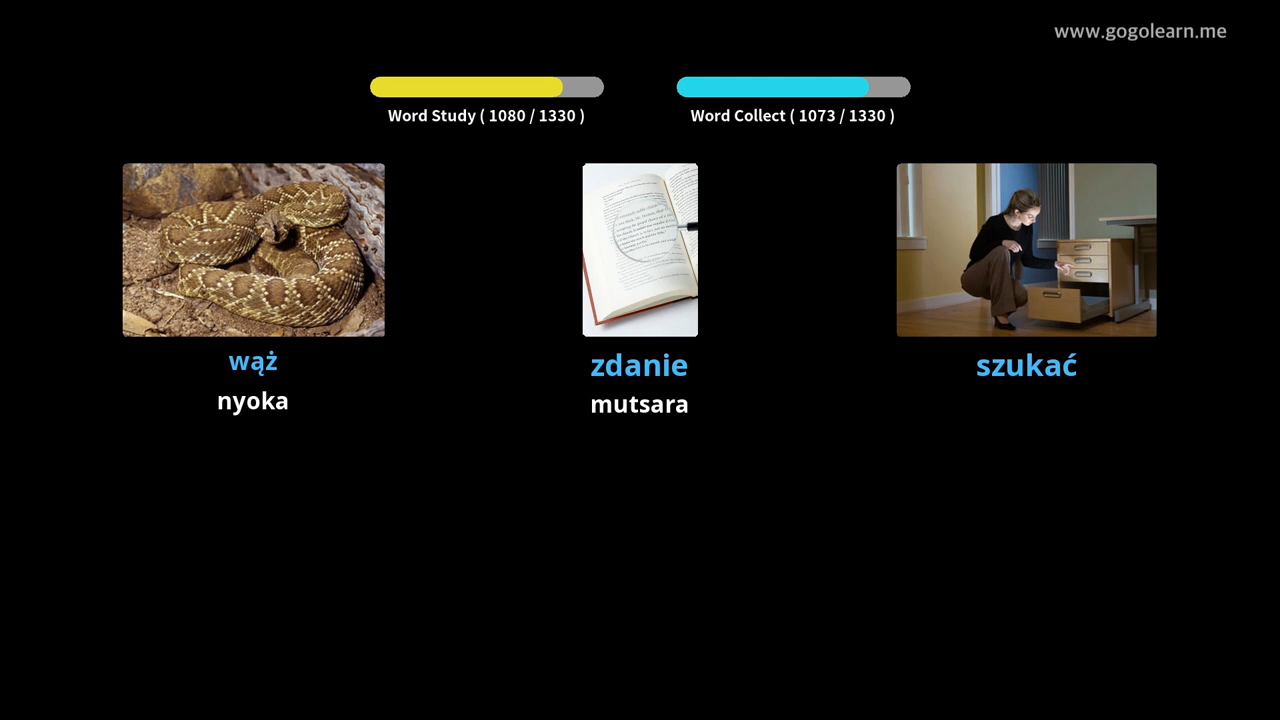 www.gogolearn.me
Word Study ( 1080 / 1330 )
Word Collect ( 1073 / 1330 )
wąż
zdanie
szukać
nyoka
mutsara